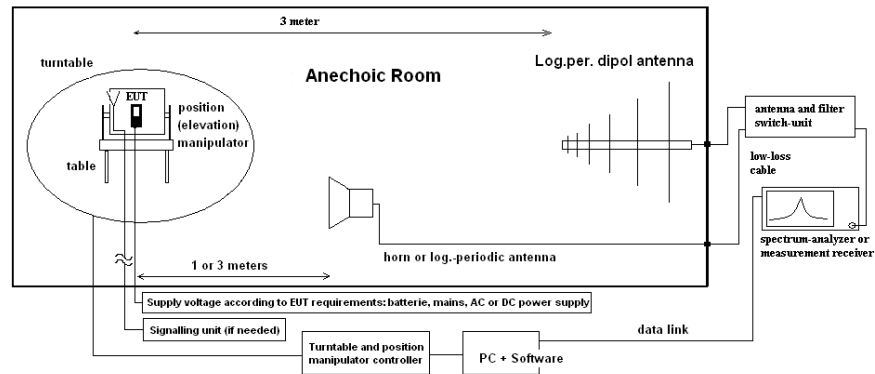 3 meter
turntable
Anechoic Room
Log.per. dipol antenna
EUT
position
(elevation)
manipulator
table
antenna and filter
switch-unit
low-loss
cable
spectrum-analyzer or
measurement receiver
horn or log.-periodic antenna
1 or 3 meters
Supply voltage according to EUT requirements: batterie, mains, AC or DC power supply
Signalling unit (if needed)
data link
Turntable and position
manipulator controller
PC + Software